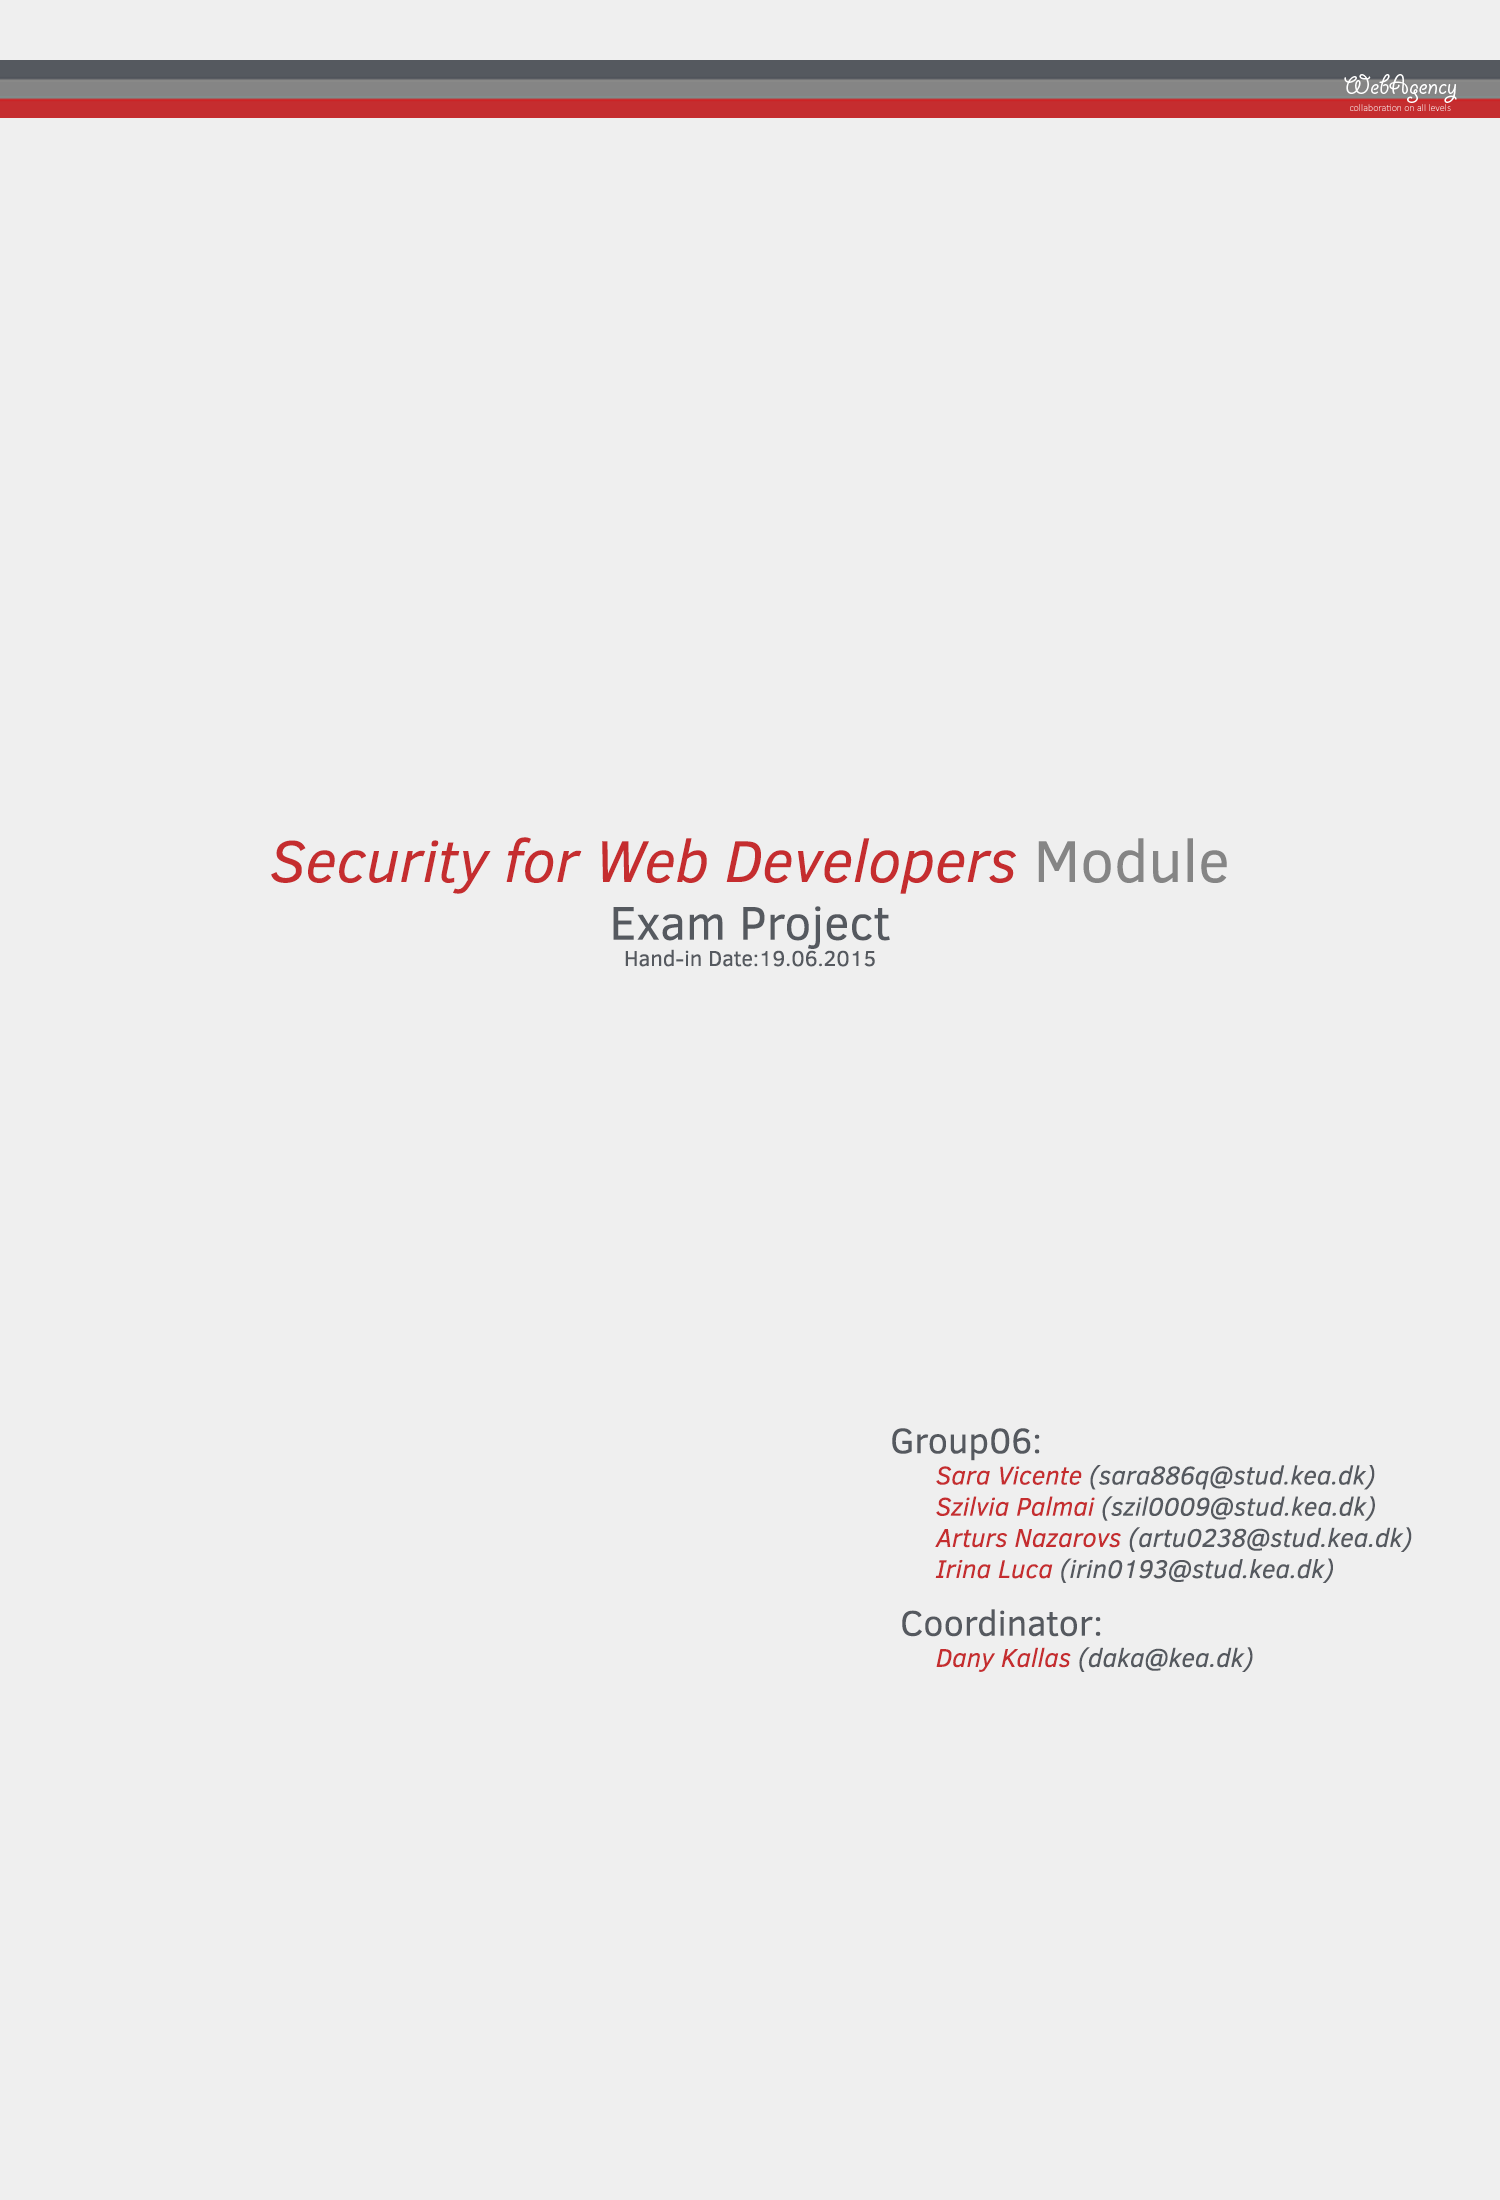 WebAgency
collaboration on all levels
Security for Web Developers Module
Exam Project
Hand-in Date:19.06.2015
Group06:
Sara Vicente (sara886q@stud.kea.dk)
Szilvia Palmai (szil0009@stud.kea.dk)
Arturs Nazarovs (artu0238@stud.kea.dk)
Irina Luca (irin0193@stud.kea.dk)
Coordinator:
Dany Kallas (daka@kea.dk)